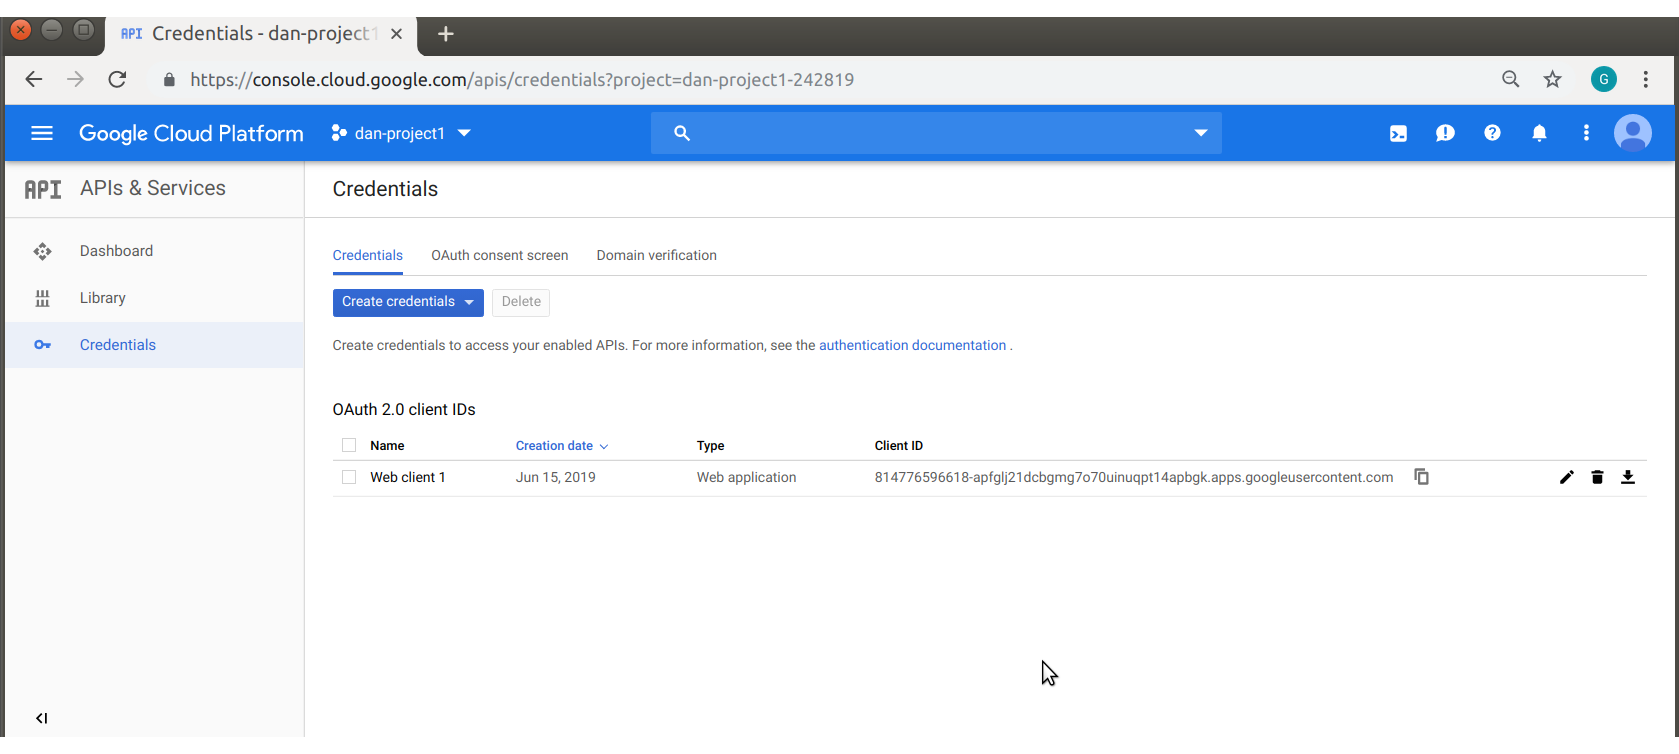 API Credentials - dan-project1
https://console.cloud.google.com/apis/credentials?project=dan-project1-242819
G
Google Cloud Platform
dan-project1
API APIs & Services
Credentials
Dashboard
Library
Credentials
Credentials OAuth consent screen Domain verification
Create credentials Delete
Create credentials to access your enabled APIs. For more information, see the authentication documentation .
OAuth 2.0 client IDs
Name Creation date Type Client ID
Web client 1 Jun 15, 2019 Web application 814776596618-apfglj21dcbgmg7o70uinuqpt14apbgk.apps.googleusercontent.com